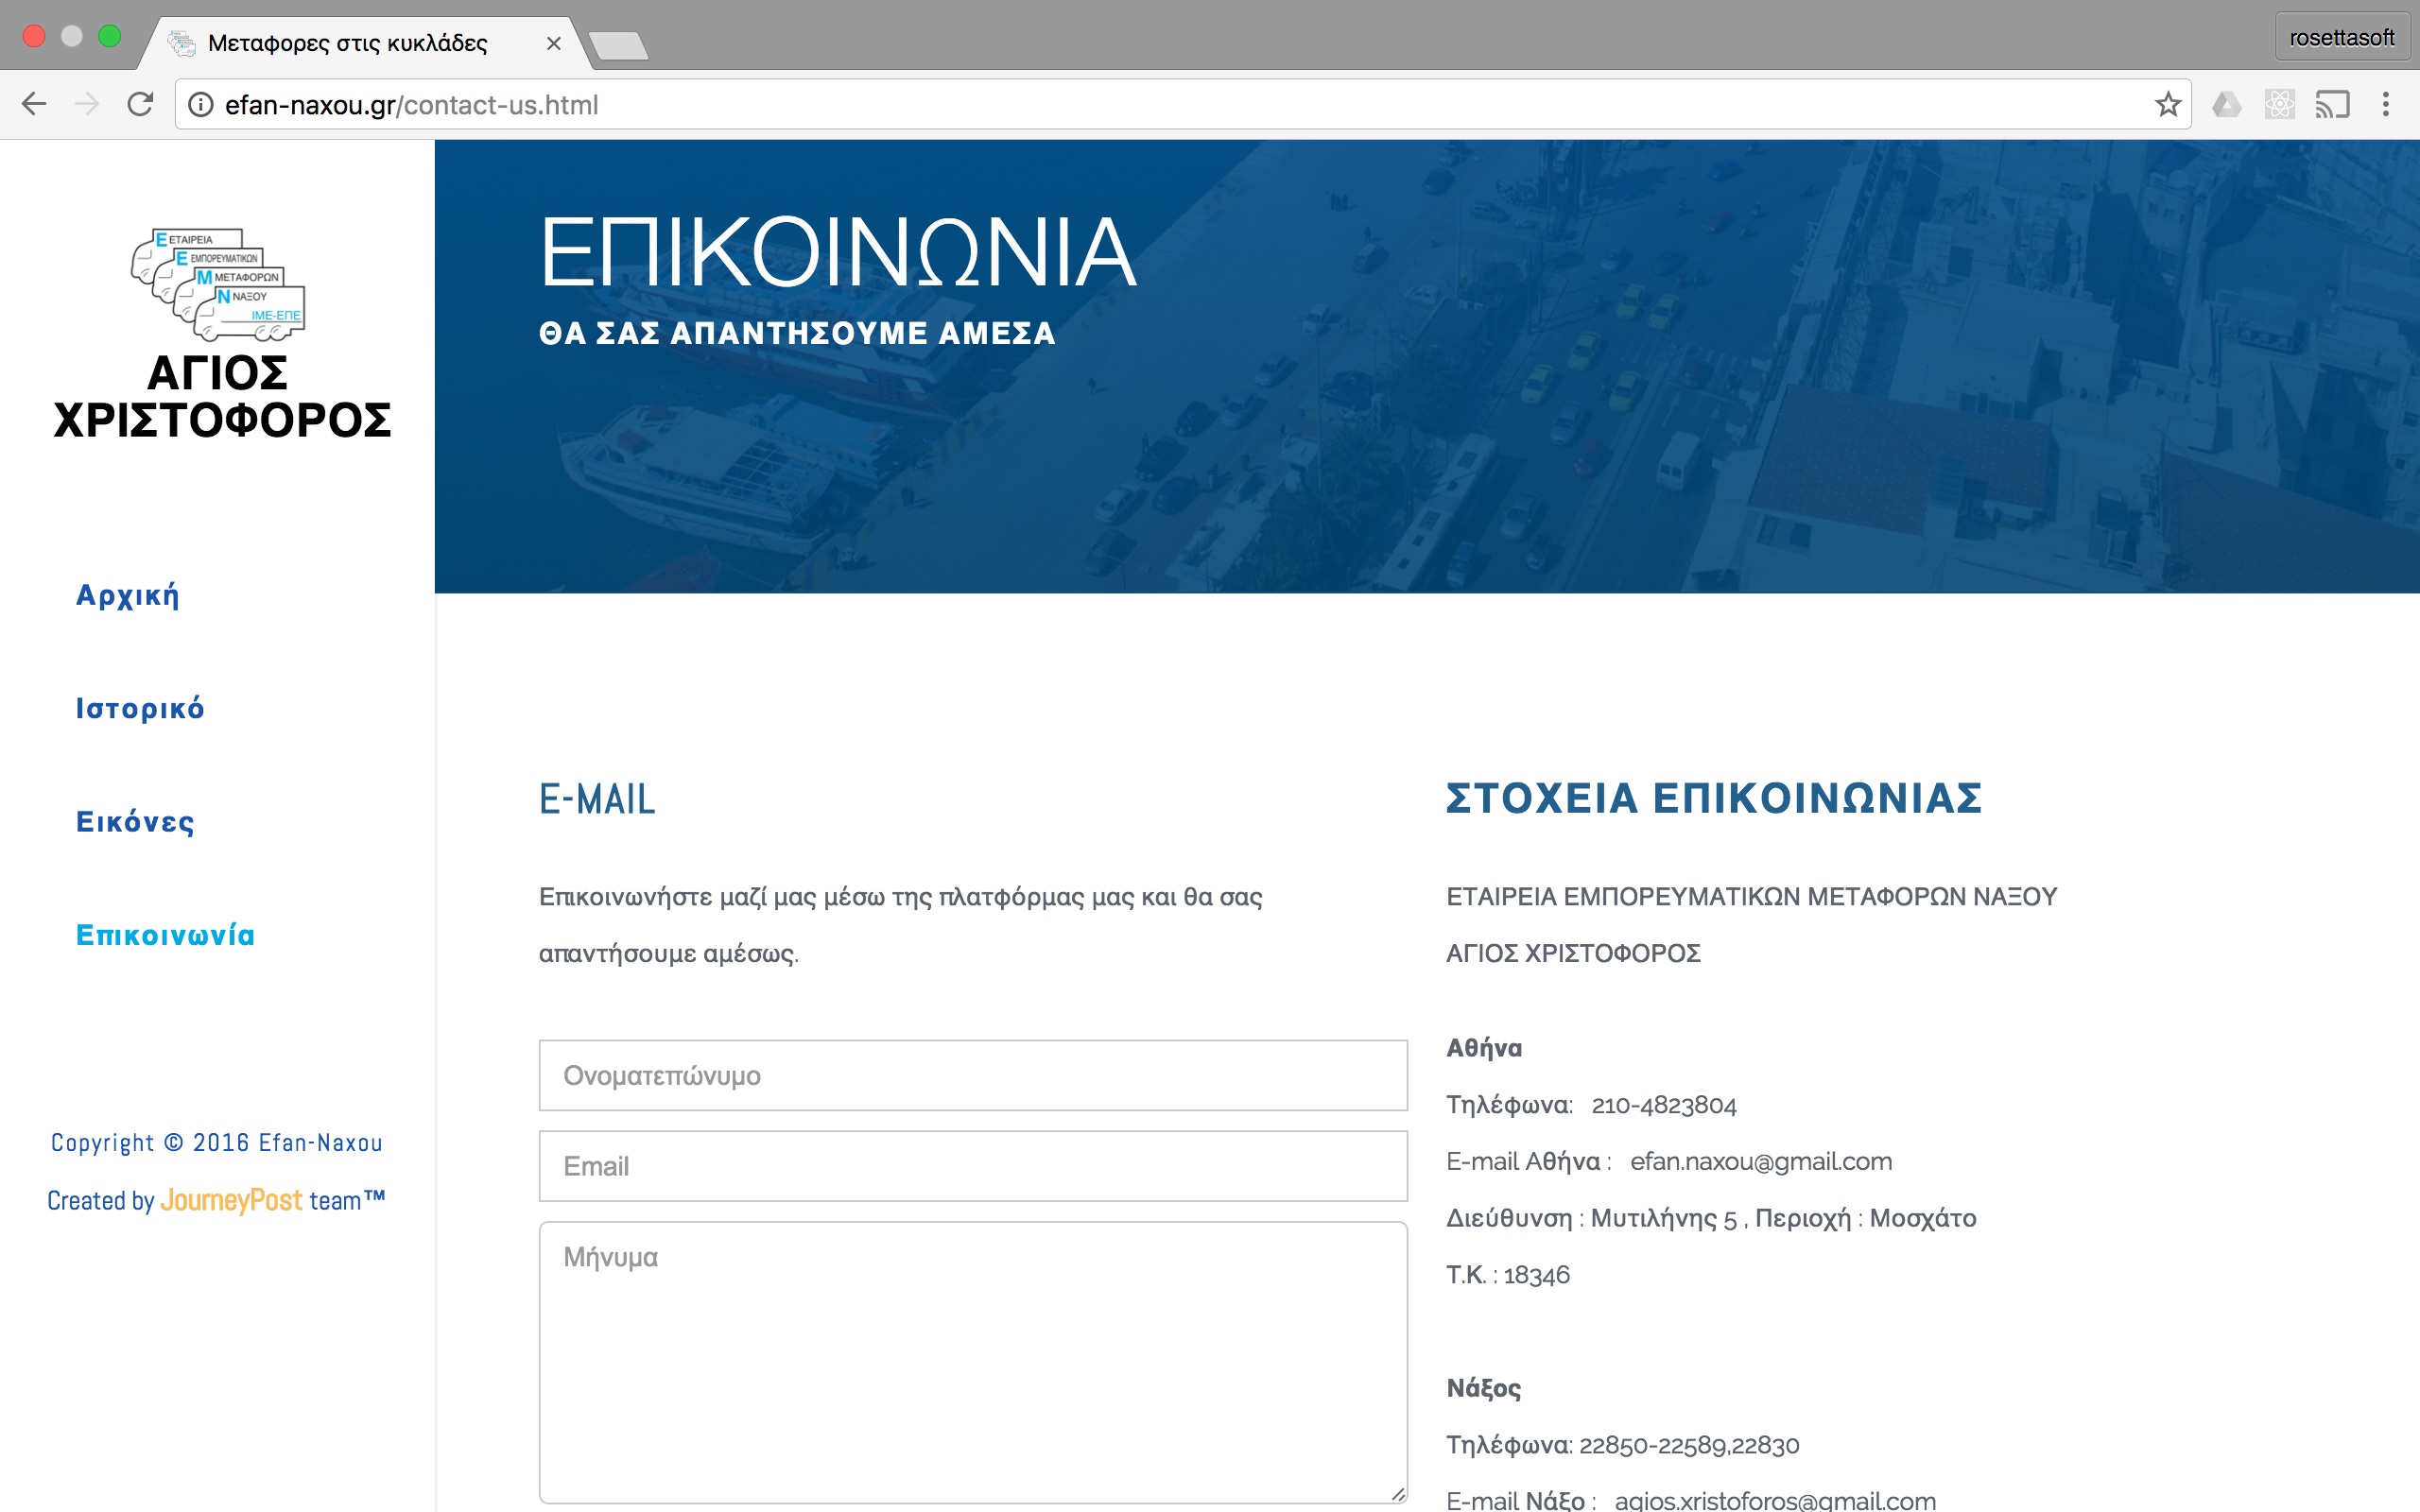 Μεταφορες στις κυκλάδες
rosettasoft
efan-naxou.gr/contact-us.html
Ε ΕΤΑΙΡΕΙΑ
Ε ΕΜΠΟΡΕΥΜΑΤΙΚΩΝ
Μ ΜΕΤΑΦΟΡΩΝ
Ν ΝΑΞΟΥ
ΙΜΕ-ΕΠΕ
ΑΓΙΟΣ
ΧΡΙΣΤΟΦΟΡΟΣ
Αρχική
Ιστορικό
Εικόνες
Επικοινωνία
Copyright © 2016 Efan-Naxou
Created by JourneyPost team™
ΕΠΙΚΟΙΝΩΝΙΑ
ΘΑ ΣΑΣ ΑΠΑΝΤΗΣΟΥΜΕ ΑΜΕΣΑ
E-MAIL
Επικοινωνήστε μαζί μας μέσω της πλατφόρμας μας και θα σας
απαντήσουμε αμέσως.
Ονοματεπώνυμο
Email
Μήνυμα
ΣΤΟΧΕΙΑ ΕΠΙΚΟΙΝΩΝΙΑΣ
ΕΤΑΙΡΕΙΑ ΕΜΠΟΡΕΥΜΑΤΙΚΩΝ ΜΕΤΑΦΟΡΩΝ ΝΑΞΟΥ
ΑΓΙΟΣ ΧΡΙΣΤΟΦΟΡΟΣ
Αθήνα
Τηλέφωνα: 210-4823804
E-mail Αθήνα : efan.naxou@gmail.com
Διεύθυνση : Μυτιλήνης 5 , Περιοχή : Μοσχάτο
Τ.Κ. : 18346
Νάξος
Τηλέφωνα: 22850-22589,22830
E-mail Νάξο : agios.xristoforos@gmail.com